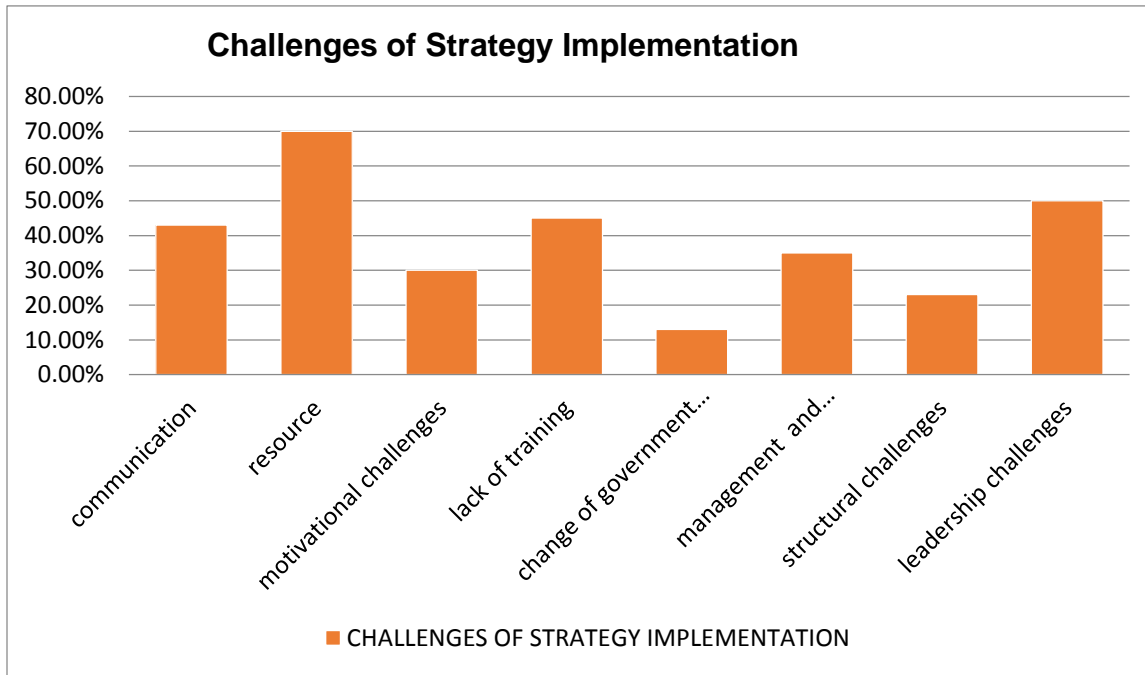 Challenges of Strategy Implementation
80.00%
70.00%
60.00%
50.00%
40.00%
30.00%
20.00%
10.00%
0.00%
communication
resource
motivational challenges
lack of training
change of government...
management and...
structural challenges
leadership challenges
CHALLENGES OF STRATEGY IMPLEMENTATION